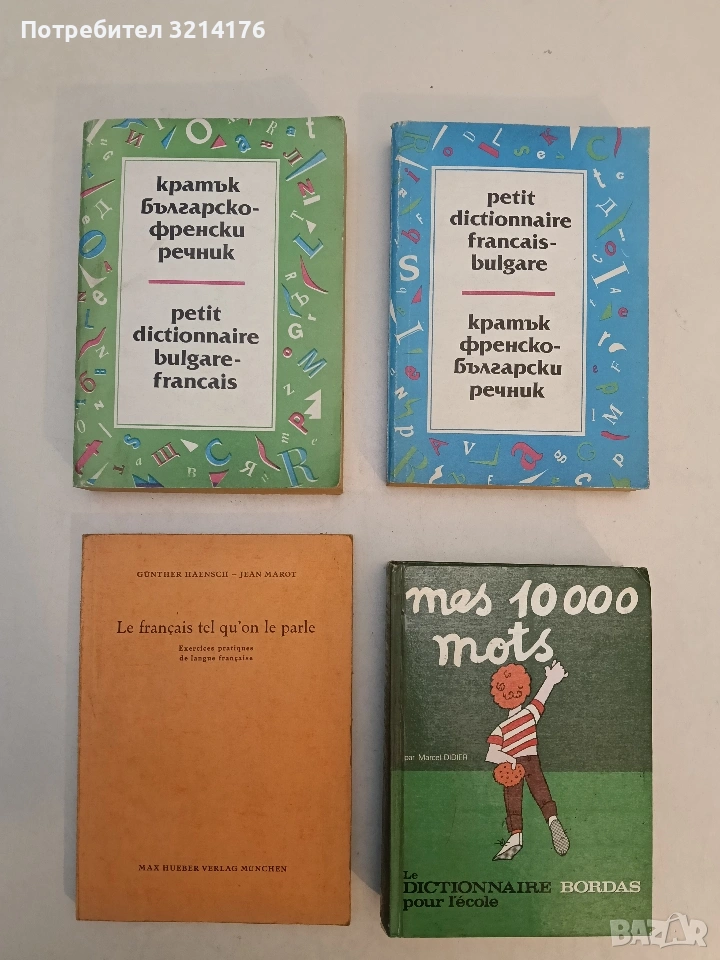 Потребител 3214176
кратък
българско-
френски
речник
petit
dictionnaire
bulgare-
francais
petit
dictionnaire
francais-
bulgare
кратък
френско-
български
речник
GÜNTHER HAENSCH – JEAN MAROT
Le français tel qu'on le parle
Exercices pratiques
de langue française
MAX HUEBER VERLAG MÜNCHEN
mes 10 000
mots
par Marcel DIDIER
Le
DICTIONNAIRE BORDAS
pour l'école
BAZAR